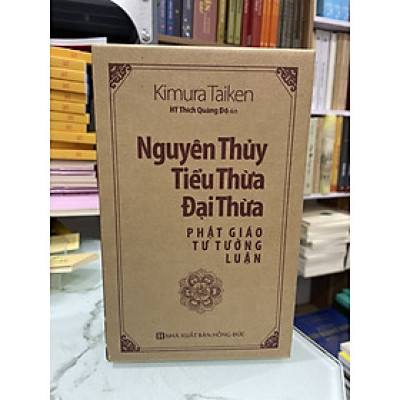 Kimura Taiken
HT Thích Quảng Độ dịch
Nguyên Thủy
Tiểu Thừa
Đại Thừa
PHẬT GIÁO
TƯ TƯỞNG
LUẬN
NHÀ XUẤT BẢN HỒNG ĐỨC